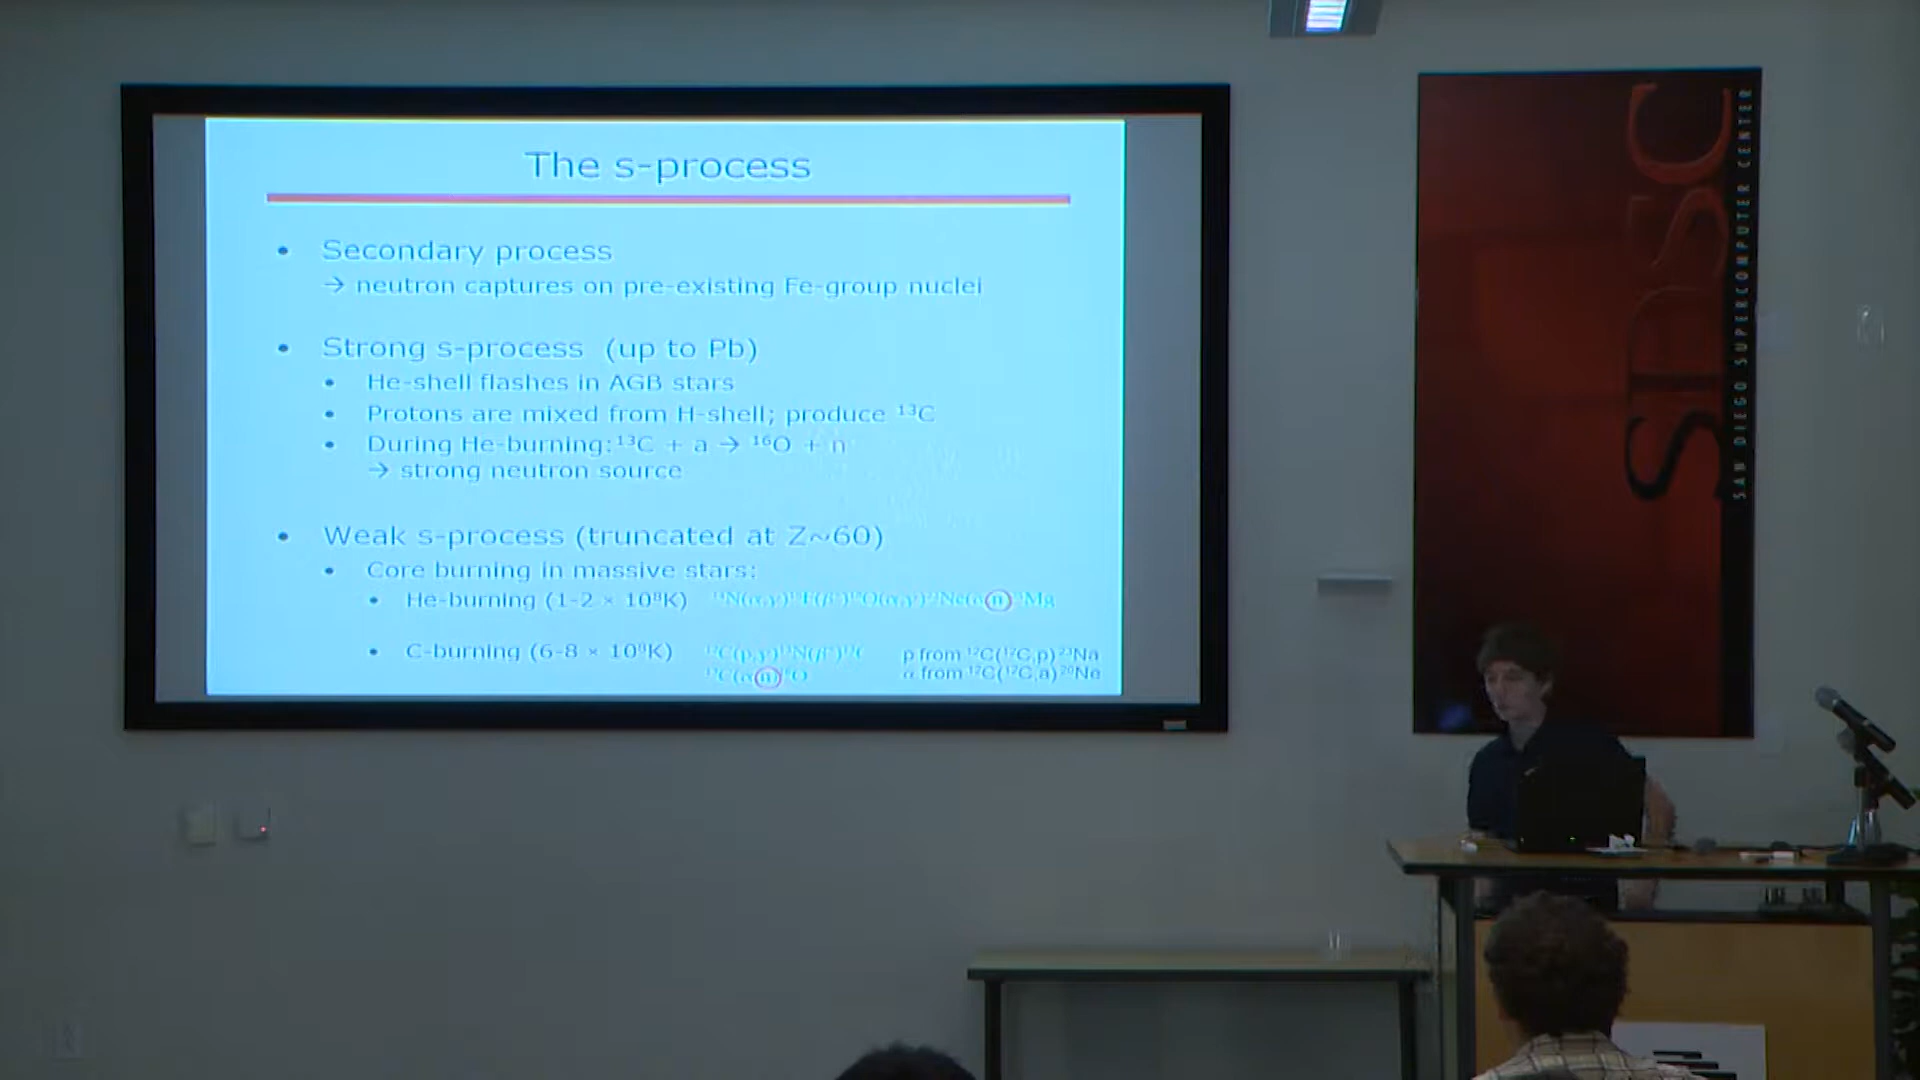 The s-process
• Secondary process
→ neutron captures on pre-existing Fe-group nuclei
• Strong s-process (up to Pb)
• He-shell flashes in AGB stars
• Protons are mixed from H-shell; produce ¹³C
• During He-burning:¹³C + a → ¹⁶O + n
→ strong neutron source
• Weak s-process (truncated at Z~60)
• Core burning in massive stars:
• He-burning (1-2 × 10⁸K)
• C-burning (6-8 × 10⁸K)
p from ¹²C(¹²C,p)²³Na
α from ¹²C(¹²C,a)²⁰Ne
SDSC
SAN DIEGO SUPERCOMPUTER CENTER